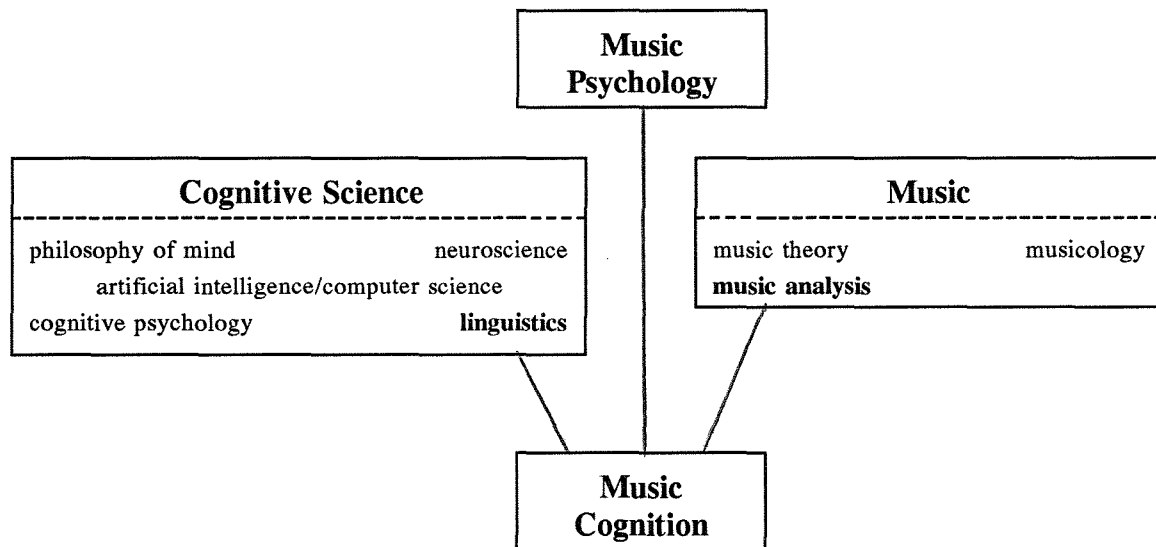 Music
Psychology
Cognitive Science
philosophy of mind neuroscience
artificial intelligence/computer science
cognitive psychology linguistics
Music
music theory musicology
music analysis
Music
Cognition